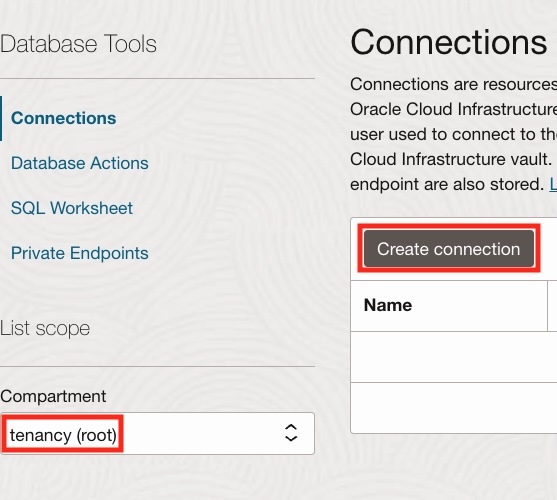 Database Tools
Connections
Database Actions
SQL Worksheet
Private Endpoints
List scope
Compartment
tenancy (root)
Connections
Connections are resources
Oracle Cloud Infrastructure
user used to connect to the
Cloud Infrastructure vault.
endpoint are also stored. L
Create connection
Name